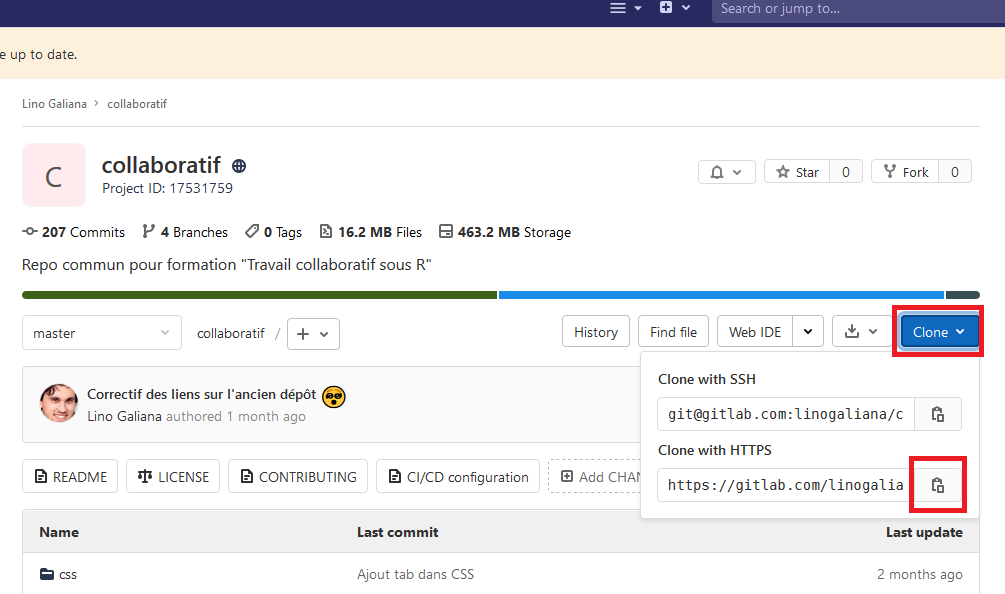 Search or jump to...
e up to date.
Lino Galiana > collaboratif
C
collaboratif
Project ID: 17531759
Star 0 Fork 0
207 Commits 4 Branches 0 Tags 16.2 MB Files 463.2 MB Storage
Repo commun pour formation "Travail collaboratif sous R"
master collaboratif / + History Find file Web IDE Clone
Correctif des liens sur l'ancien dépôt
Lino Galiana authored 1 month ago
Clone with SSH
git@gitlab.com:linogaliana/c
Clone with HTTPS
https://gitlab.com/linogalia
README LICENSE CONTRIBUTING CI/CD configuration Add CHAN
Name Last commit Last update
css Ajout tab dans CSS 2 months ago